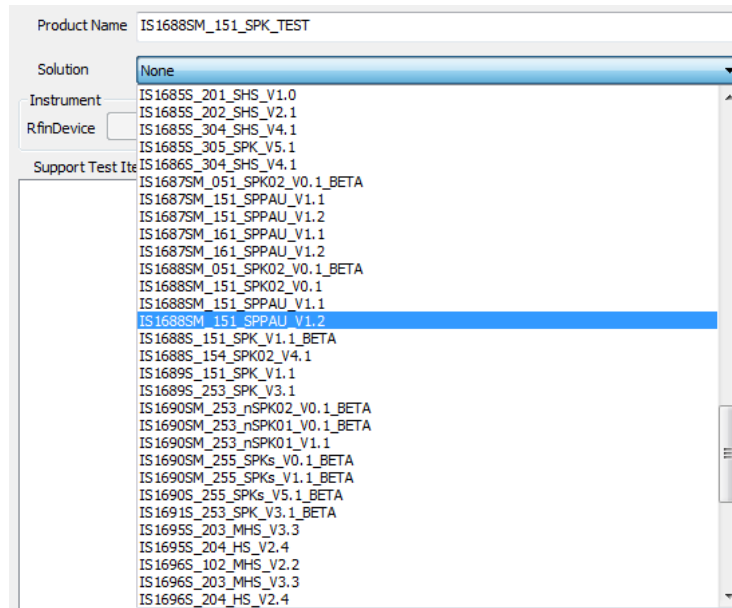 Product Name IS1688SM_151_SPK_TEST
Solution None
Instrument
RfinDevice
Support Test Ite
IS1685S_201_SHS_V1.0
IS1685S_202_SHS_V2.1
IS1685S_304_SHS_V4.1
IS1685S_305_SPK_V5.1
IS1686S_304_SHS_V4.1
IS1687SM_051_SPK02_V0.1_BETA
IS1687SM_151_SPPAU_V1.1
IS1687SM_151_SPPAU_V1.2
IS1687SM_161_SPPAU_V1.1
IS1687SM_161_SPPAU_V1.2
IS1688SM_051_SPK02_V0.1_BETA
IS1688SM_151_SPK02_V0.1
IS1688SM_151_SPPAU_V1.1
IS1688SM_151_SPPAU_V1.2
IS1688S_151_SPK_V1.1_BETA
IS1688S_154_SPK02_V4.1
IS1689S_151_SPK_V1.1
IS1689S_253_SPK_V3.1
IS1690SM_253_nSPK02_V0.1_BETA
IS1690SM_253_nSPK01_V0.1_BETA
IS1690SM_253_nSPK01_V1.1
IS1690SM_255_SPKs_V0.1_BETA
IS1690SM_255_SPKs_V1.1_BETA
IS1690S_255_SPKs_V5.1_BETA
IS1691S_253_SPK_V3.1_BETA
IS1695S_203_MHS_V3.3
IS1695S_204_HS_V2.4
IS1696S_102_MHS_V2.2
IS1696S_203_MHS_V3.3
IS1696S_204_HS_V2.4